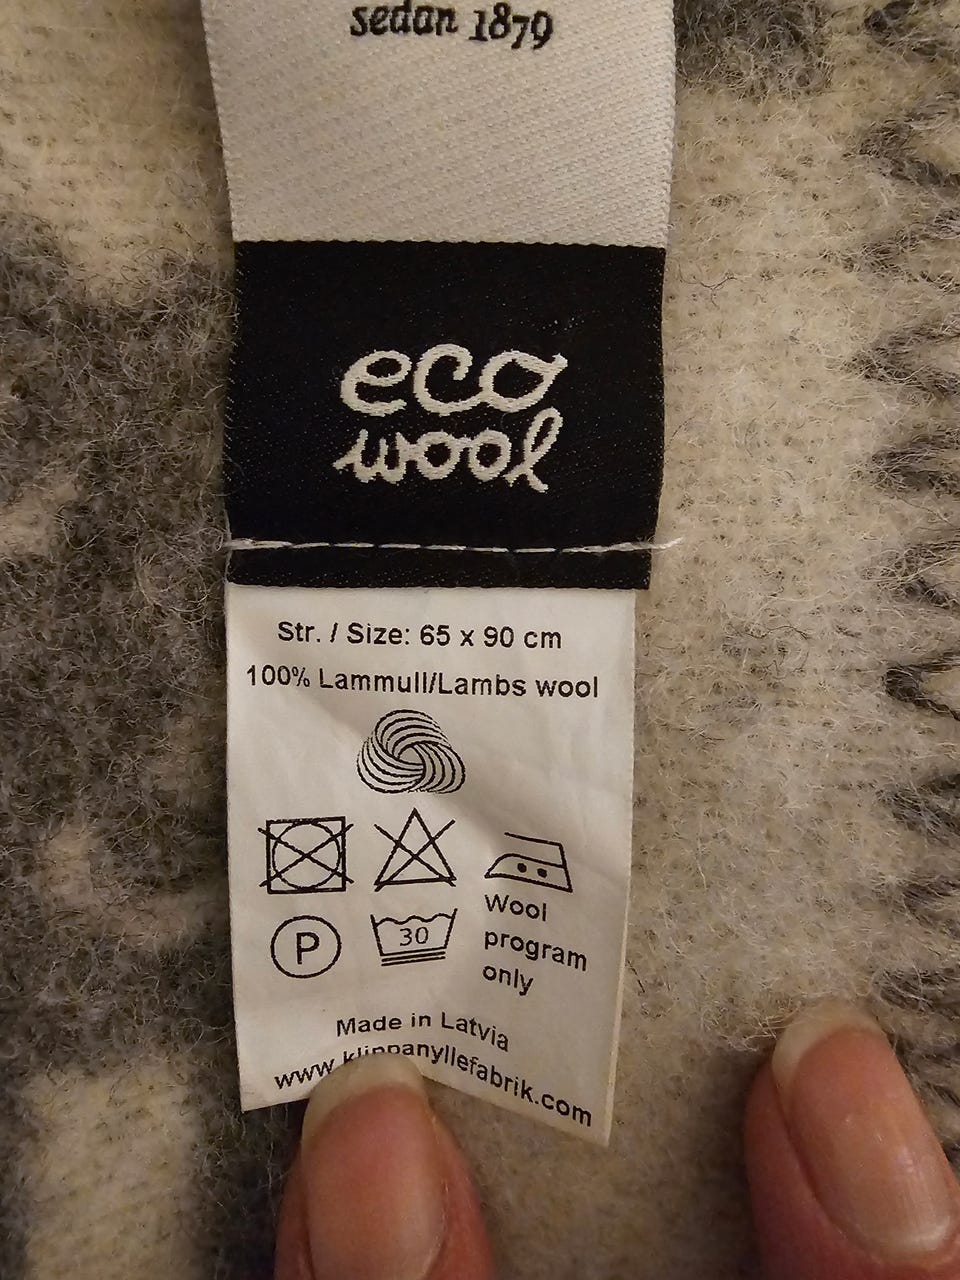 sedan 1879
eco
wool
Str. / Size: 65 x 90 cm
100% Lammull/Lambs wool
P
30
Wool
program
only
Made in Latvia
www.klippanyllefabrik.com